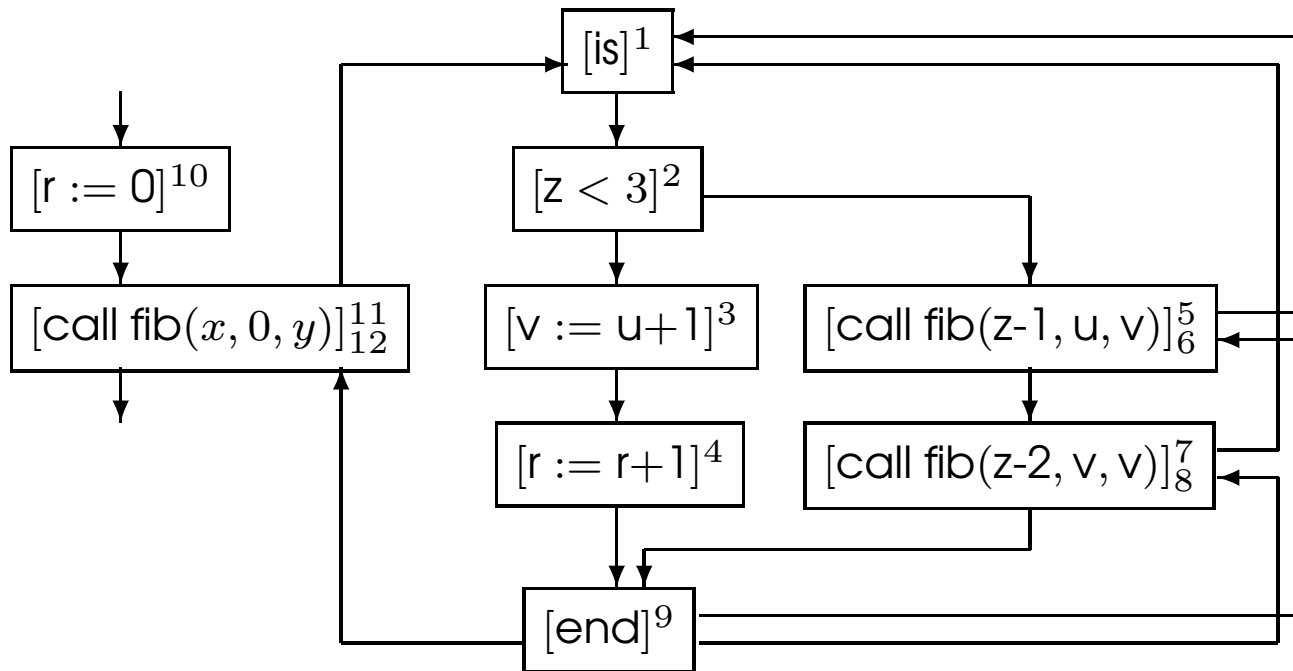 [is]^1
[r := 0]^10
[z < 3]^2
[call fib(x, 0, y)]^11_12
[v := u+1]^3
[call fib(z-1, u, v)]^5_6
[r := r+1]^4
[call fib(z-2, v, v)]^7_8
[end]^9